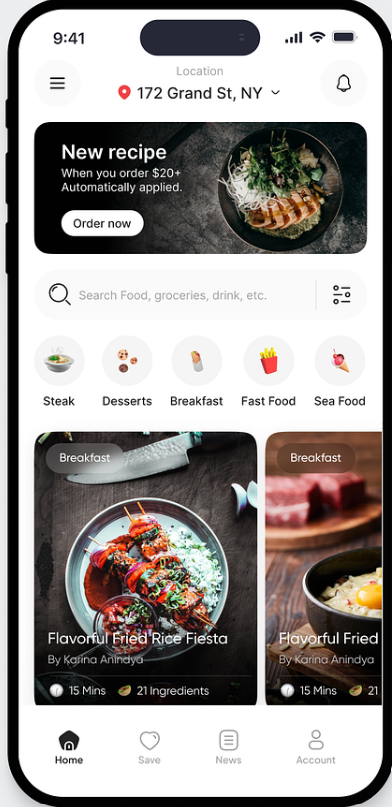 9:41
Location
172 Grand St, NY
New recipe
When you order $20+
Automatically applied.
Order now
Search Food, groceries, drink, etc.
Steak
Desserts
Breakfast
Fast Food
Sea Food
Breakfast
Flavorful Fried Rice Fiesta
By Karina Anindya
15 Mins
21 Ingredients
Breakfast
Flavorful Fried
By Karina Anindya
15 Mins
21
Home
Save
News
Account